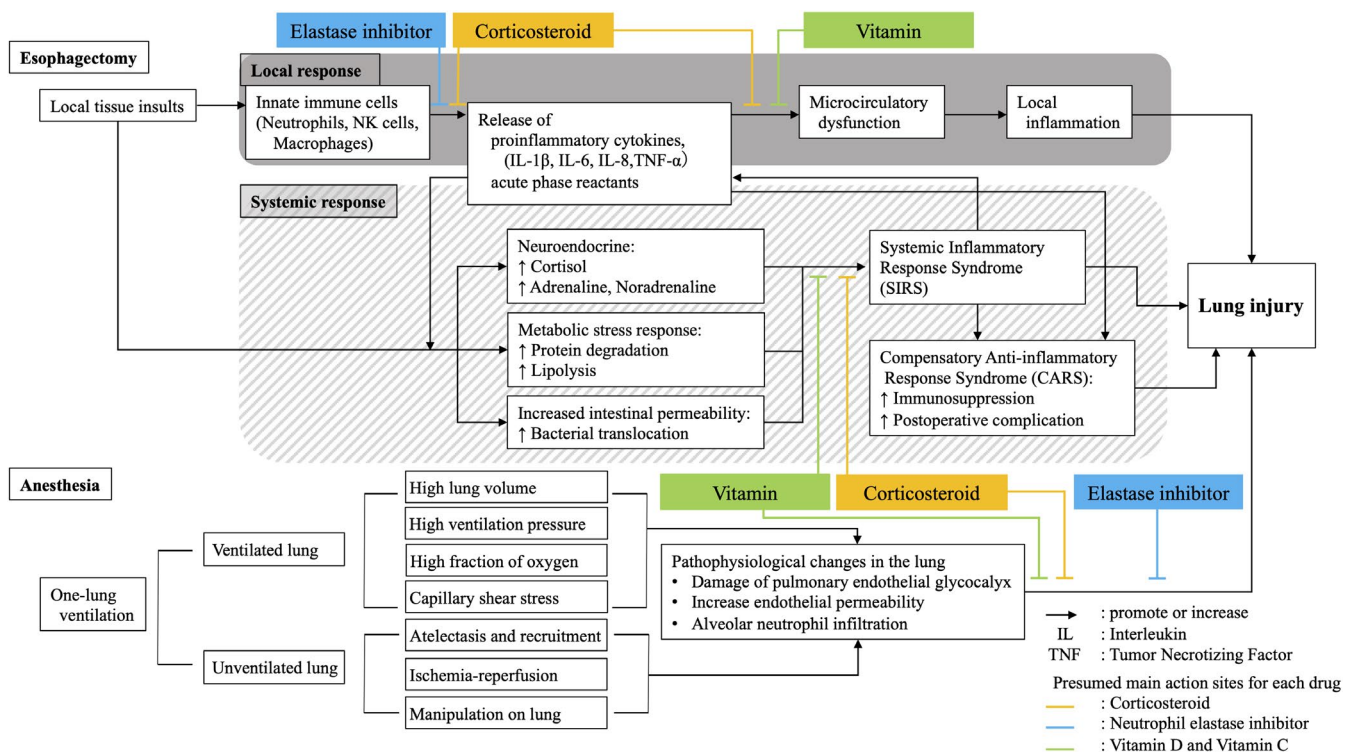 Elastase inhibitor
Corticosteroid
Vitamin
Esophagectomy
Local response
Local tissue insults
Innate immune cells
(Neutrophils, NK cells,
Macrophages)
Release of
proinflammatory cytokines,
(IL-1β, IL-6, IL-8,TNF-α)
acute phase reactants
Microcirculatory
dysfunction
Local
inflammation
Systemic response
Neuroendocrine:
↑ Cortisol
↑ Adrenaline, Noradrenaline
Metabolic stress response:
↑ Protein degradation
↑ Lipolysis
Increased intestinal permeability:
↑ Bacterial translocation
Systemic Inflammatory
Response Syndrome
(SIRS)
Compensatory Anti-inflammatory
Response Syndrome (CARS):
↑ Immunosuppression
↑ Postoperative complication
Lung injury
Anesthesia
One-lung
ventilation
Ventilated lung
Unventilated lung
High lung volume
High ventilation pressure
High fraction of oxygen
Capillary shear stress
Atelectasis and recruitment
Ischemia-reperfusion
Manipulation on lung
Vitamin
Corticosteroid
Elastase inhibitor
Pathophysiological changes in the lung
• Damage of pulmonary endothelial glycocalyx
• Increase endothelial permeability
• Alveolar neutrophil infiltration
: promote or increase
IL : Interleukin
TNF : Tumor Necrotizing Factor
Presumed main action sites for each drug
: Corticosteroid
: Neutrophil elastase inhibitor
: Vitamin D and Vitamin C